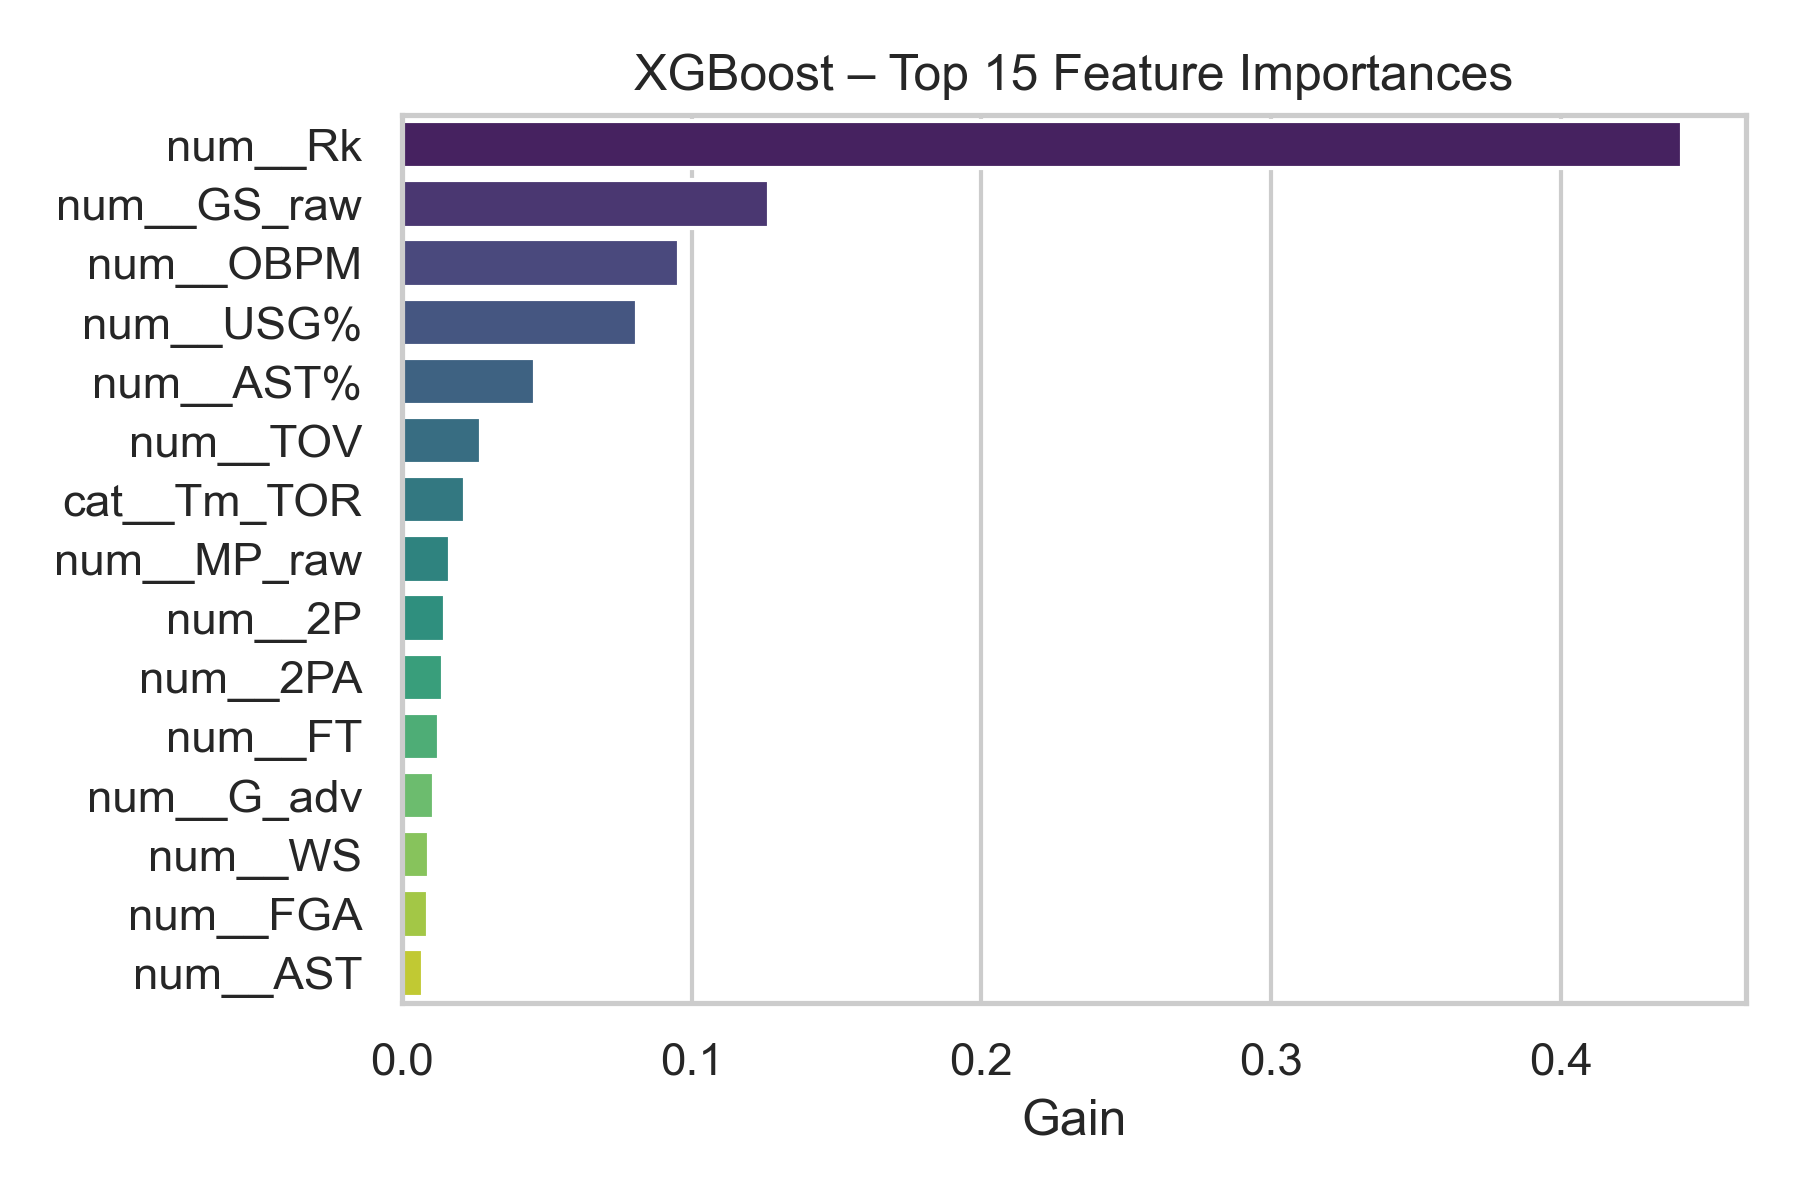 XGBoost – Top 15 Feature Importances
num__Rk
num__GS_raw
num__OBPM
num__USG%
num__AST%
num__TOV
cat__Tm_TOR
num__MP_raw
num__2P
num__2PA
num__FT
num__G_adv
num__WS
num__FGA
num__AST
0.0 0.1 0.2 0.3 0.4
Gain